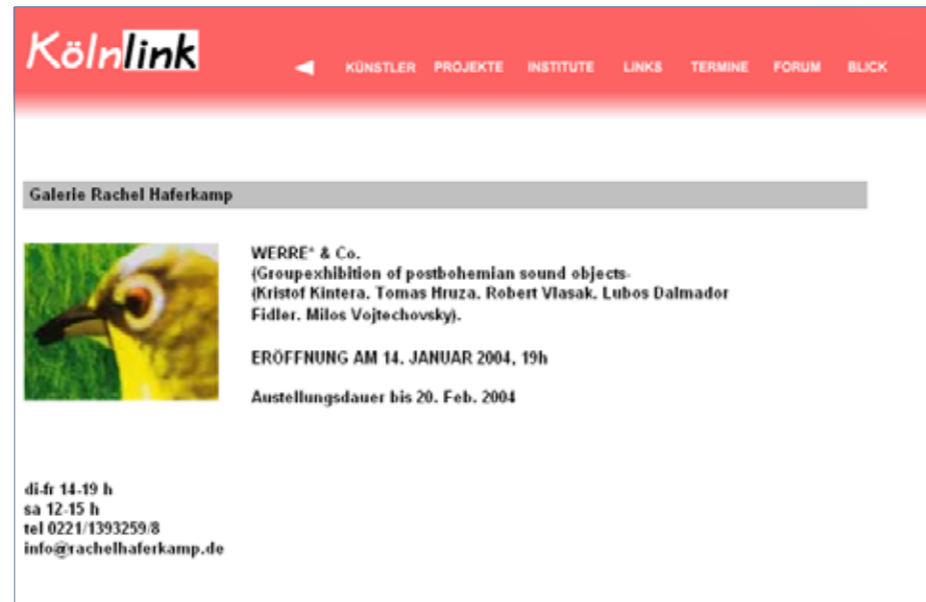 Kölnlink
KÜNSTLER PROJEKTE INSTITUTE LINKS TERMINE FORUM BLICK
Galerie Rachel Haferkamp
WERRE* & Co.
(Groupexhibition of postbohemian sound objects-
(Kristof Kintera. Tomas Hruza. Robert Vlasak. Lubos Dalmador
Fidler. Milos Vojtechovsky).
ERÖFFNUNG AM 14. JANUAR 2004, 19h
Austellungsdauer bis 20. Feb. 2004
di-fr 14-19 h
sa 12-15 h
tel 0221/1393259/8
info@rachelhaferkamp.de